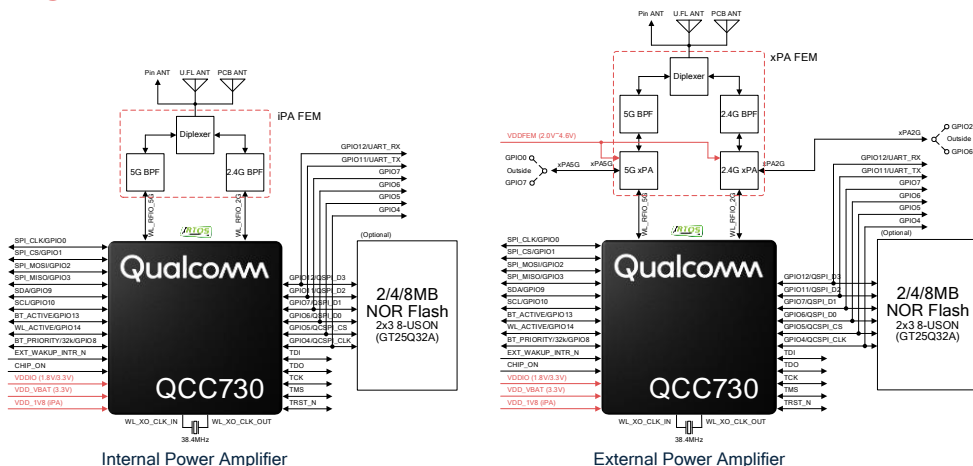 Pin ANT
U.FL ANT
PCB ANT
iPA FEM
Diplexer
5G BPF
2.4G BPF
WL_RFIO_5G
WL_RFIO_2G
GPIO12/UART_RX
GPIO11/UART_TX
GPIO7
GPIO6
GPIO5
GPIO4
(Optional)
SPI_CLK/GPIO0
SPI_CS/GPIO1
SPI_MOSI/GPIO2
SPI_MISO/GPIO3
SDA/GPIO9
SCL/GPIO10
BT_ACTIVE/GPIO13
WL_ACTIVE/GPIO14
BT_PRIORITY/32k/GPIO8
EXT_WAKUP_INTR_N
CHIP_ON
VDDIO (1.8V/3.3V)
VDD_VBAT (3.3V)
VDD_1V8 (iPA)
Qualcomm
QCC730
GPIO12/QSPI_D3
GPIO11/QSPI_D2
GPIO7/QSPI_D1
GPIO6/QSPI_D0
GPIO5/QCSPI_CS
GPIO4/QCSPI_CLK
TDI
TDO
TCK
TMS
TRST_N
2/4/8MB
NOR Flash
2x3 8-USON
(GT25Q32A)
WL_XO_CLK_IN
WL_XO_CLK_OUT
38.4MHz
Internal Power Amplifier
Pin ANT
U.FL ANT
PCB ANT
xPA FEM
Diplexer
5G BPF
2.4G BPF
VDDFEM (2.0V~4.6V)
GPIO0
Outside
GPIO7
xPA5G
xPA5G
5G xPA
2.4G xPA
xPA2G
xPA2G
GPIO2
Outside
GPIO6
WL_RFIO_5G
WL_RFIO_2G
GPIO12/UART_RX
GPIO11/UART_TX
GPIO7
GPIO6
GPIO5
GPIO4
(Optional)
SPI_CLK/GPIO0
SPI_CS/GPIO1
SPI_MOSI/GPIO2
SPI_MISO/GPIO3
SDA/GPIO9
SCL/GPIO10
BT_ACTIVE/GPIO13
WL_ACTIVE/GPIO14
BT_PRIORITY/32k/GPIO8
EXT_WAKUP_INTR_N
CHIP_ON
VDDIO (1.8V/3.3V)
VDD_VBAT (3.3V)
VDD_1V8 (iPA)
Qualcomm
QCC730
GPIO12/QSPI_D3
GPIO11/QSPI_D2
GPIO7/QSPI_D1
GPIO6/QSPI_D0
GPIO5/QCSPI_CS
GPIO4/QCSPI_CLK
TDI
TDO
TCK
TMS
TRST_N
2/4/8MB
NOR Flash
2x3 8-USON
(GT25Q32A)
WL_XO_CLK_IN
WL_XO_CLK_OUT
38.4MHz
External Power Amplifier